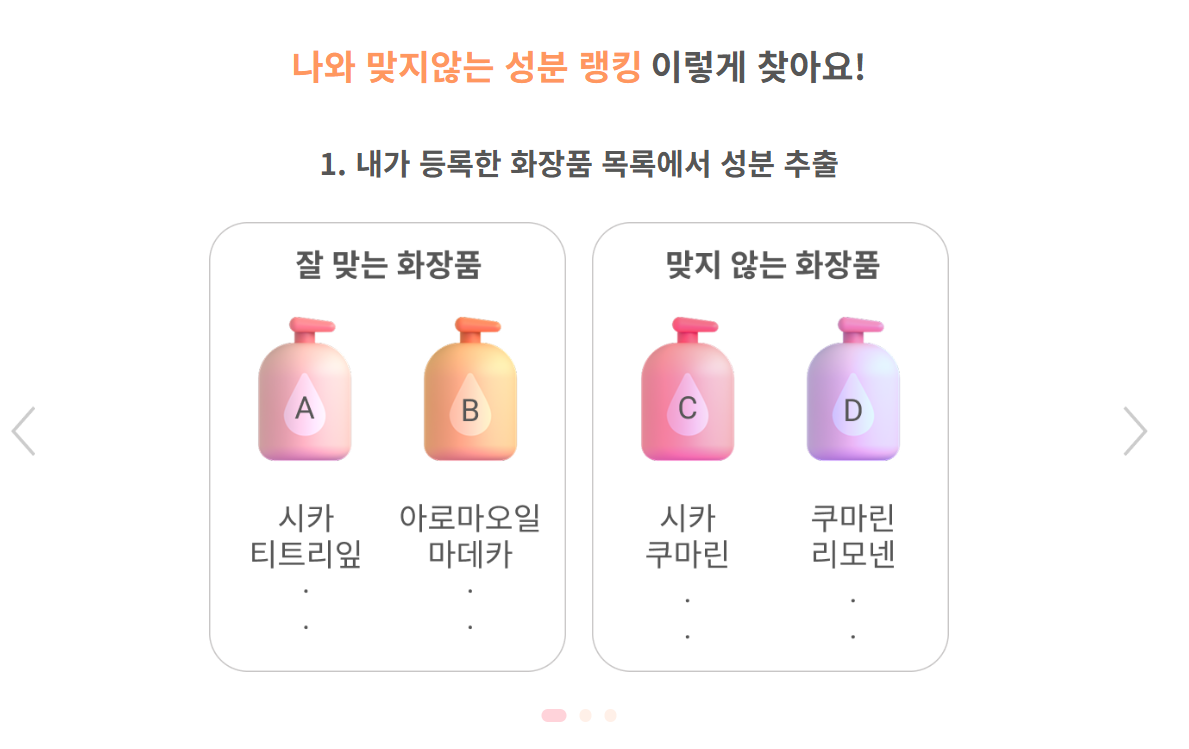 나와 맞지않는 성분 랭킹 이렇게 찾아요!
1. 내가 등록한 화장품 목록에서 성분 추출
잘 맞는 화장품
A
B
시카
티트리잎
.
.
아로마오일
마데카
.
.
맞지 않는 화장품
C
D
시카
쿠마린
.
.
쿠마린
리모넨
.
.